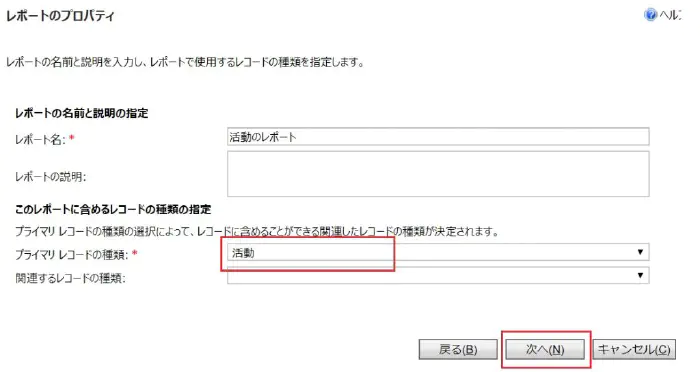 レポートのプロパティ
ヘル
レポートの名前と説明を入力し、レポートで使用するレコードの種類を指定します。
レポートの名前と説明の指定
レポート名: *
活動のレポート
レポートの説明:
このレポートに含めるレコードの種類の指定
プライマリ レコードの種類の選択によって、レコードに含めることができる関連したレコードの種類が決定されます。
プライマリ レコードの種類: *
活動
関連するレコードの種類:
戻る(B)
次へ(N)
キャンセル(C)